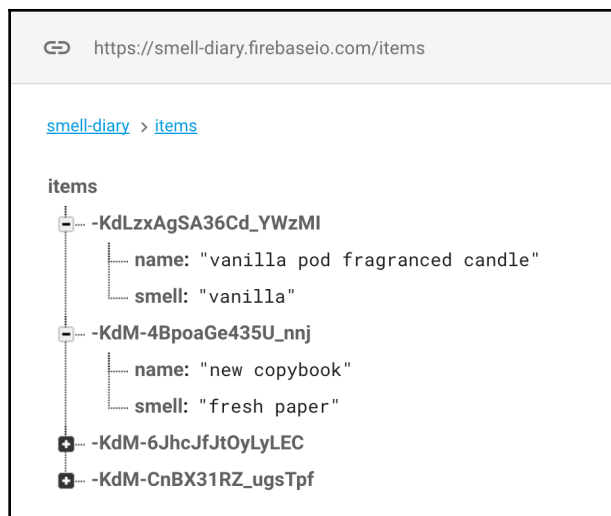 https://smell-diary.firebaseio.com/items
smell-diary > items
items
-KdLzxAgSA36Cd_YWzMI
name: "vanilla pod fragranced candle"
smell: "vanilla"
-KdM-4BpoaGe435U_nnj
name: "new copybook"
smell: "fresh paper"
-KdM-6JhcJfJtOyLyLEC
-KdM-CnBX31RZ_ugsTpf